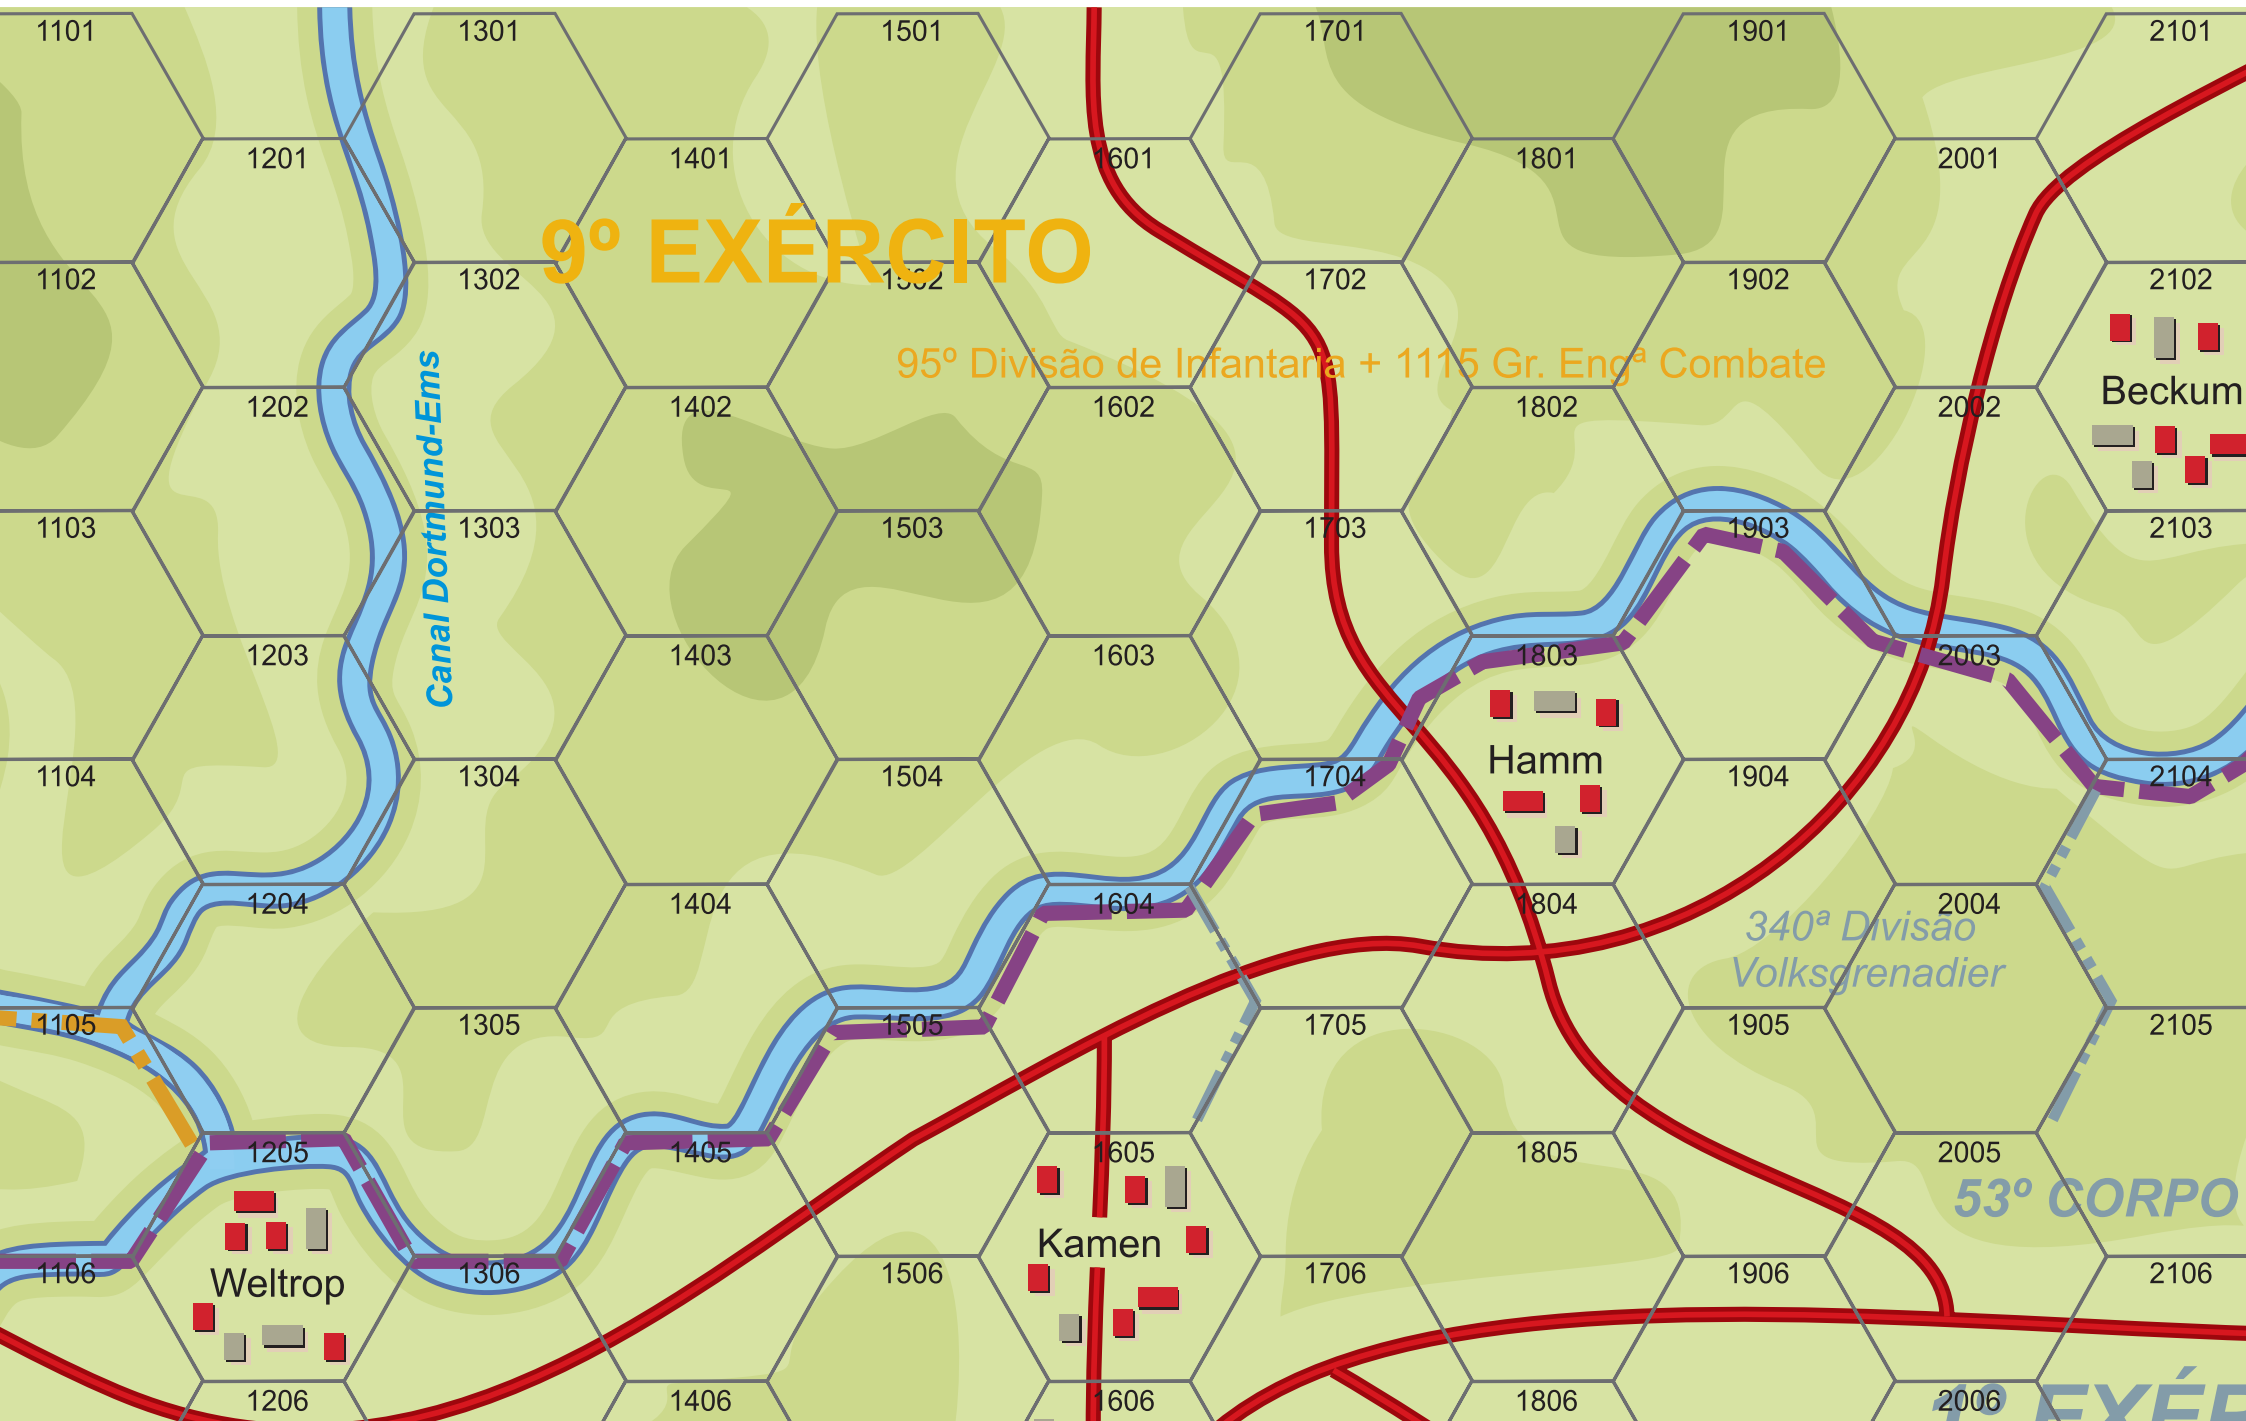 1101 1301 1501 1701 1901 2101
1201 1401 1601 1801 2001
9º EXÉRCITO
1102 1302 1502 1702 1902 2102
95º Divisão de Infantaria + 1115 Gr. Engª Combate
Beckum
1202 1402 1602 1802 2002
Canal Dortmund-Ems
1103 1303 1503 1703 1903 2103
1203 1403 1603 1803 2003
Hamm
1104 1304 1504 1704 1904 2104
1204 1404 1604 1804 2004
340ª Divisão
Volksgrenadier
1105 1305 1505 1705 1905 2105
1205 1405 1605 1805 2005
53º CORPO
Kamen
1106 1306 1506 1706 1906 2106
Weltrop
1206 1406 1606 1806 2006